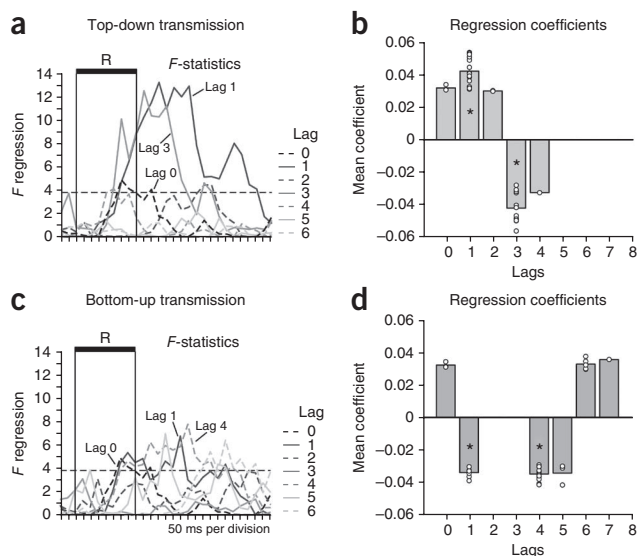 a
Top-down transmission
R
F-statistics
F regression
14
12
10
8
6
4
2
0
Lag 1
Lag 3
Lag 0
Lag
0
1
2
3
4
5
6
b
Regression coefficients
Mean coefficient
0.06
0.04
0.02
0
–0.02
–0.04
–0.06
*
*
0 1 2 3 4 5 6 7 8
Lags
c
Bottom-up transmission
R
F-statistics
F regression
14
12
10
8
6
4
2
0
Lag 0
Lag 1
Lag 4
Lag
0
1
2
3
4
5
6
50 ms per division
d
Regression coefficients
Mean coefficient
0.06
0.04
0.02
0
–0.02
–0.04
–0.06
*
*
0 1 2 3 4 5 6 7 8
Lags